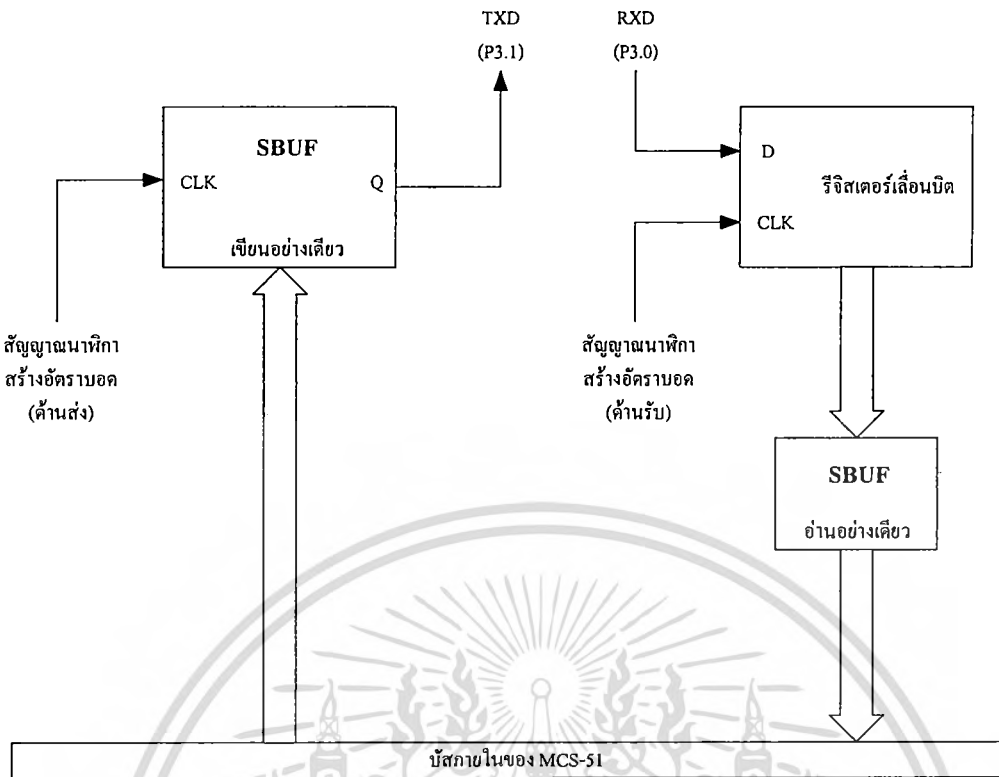 TXD
(P3.1)
RXD
(P3.0)
SBUF
CLK
Q
เขียนอย่างเดียว
D
รีจิสเตอร์เลื่อนบิต
CLK
สัญญาณนาฬิกา
สร้างอัตราบอด
(ด้านส่ง)
สัญญาณนาฬิกา
สร้างอัตราบอด
(ด้านรับ)
SBUF
อ่านอย่างเดียว
บัสภายในของ MCS-51